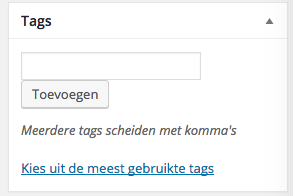 Tags
Toevoegen
Meerdere tags scheiden met komma's
Kies uit de meest gebruikte tags